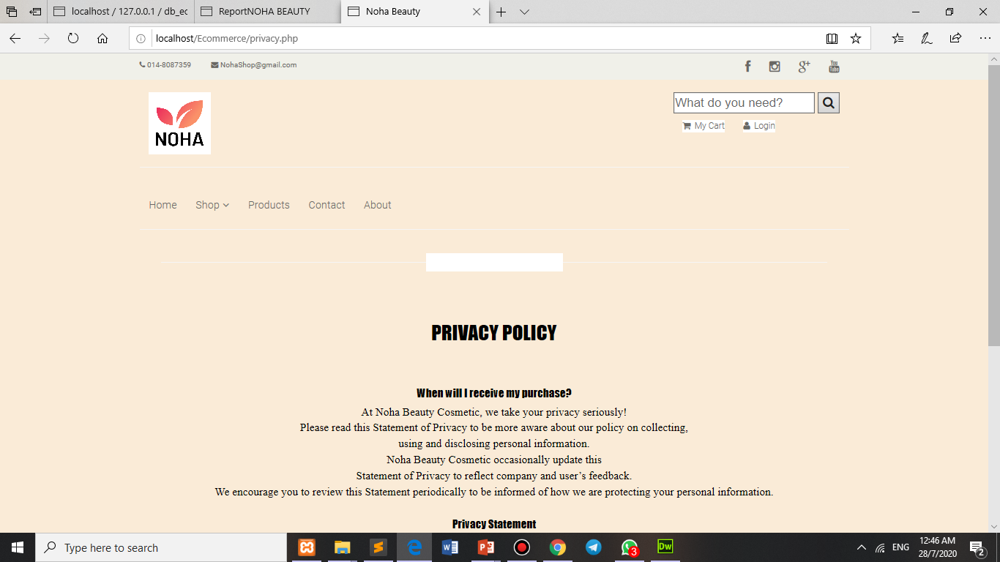 localhost / 127.0.0.1 / db_ec
ReportNOHA BEAUTY
Noha Beauty
localhost/Ecommerce/privacy.php
014-8087359
NohaShop@gmail.com
f
g+
You Tube
NOHA
What do you need?
My Cart
Login
Home
Shop
Products
Contact
About
PRIVACY POLICY
When will I receive my purchase?
At Noha Beauty Cosmetic, we take your privacy seriously!
Please read this Statement of Privacy to be more aware about our policy on collecting,
using and disclosing personal information.
Noha Beauty Cosmetic occasionally update this
Statement of Privacy to reflect company and user’s feedback.
We encourage you to review this Statement periodically to be informed of how we are protecting your personal information.
Privacy Statement
Type here to search
3
Dw
ENG
12:46 AM
28/7/2020
2